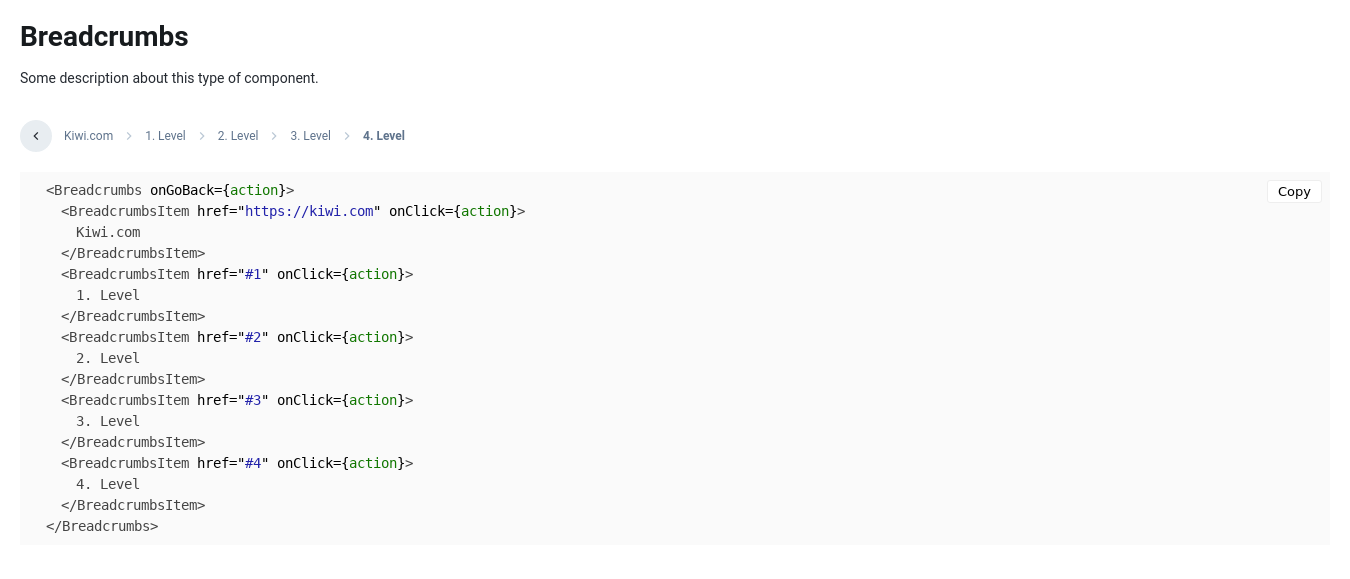 Breadcrumbs
Some description about this type of component.
Kiwi.com 1. Level 2. Level 3. Level 4. Level
Copy
<Breadcrumbs onGoBack={action}>
<BreadcrumbsItem href="https://kiwi.com" onClick={action}>
Kiwi.com
</BreadcrumbsItem>
<BreadcrumbsItem href="#1" onClick={action}>
1. Level
</BreadcrumbsItem>
<BreadcrumbsItem href="#2" onClick={action}>
2. Level
</BreadcrumbsItem>
<BreadcrumbsItem href="#3" onClick={action}>
3. Level
</BreadcrumbsItem>
<BreadcrumbsItem href="#4" onClick={action}>
4. Level
</BreadcrumbsItem>
</Breadcrumbs>